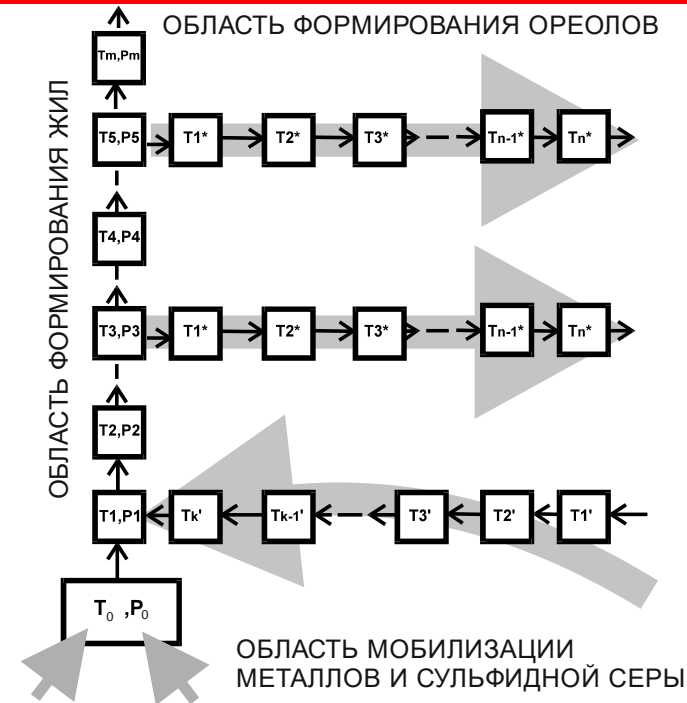 ОБЛАСТЬ ФОРМИРОВАНИЯ ОРЕОЛОВ
ОБЛАСТЬ ФОРМИРОВАНИЯ ЖИЛ
Tm,Pm
T5,P5 T1* T2* T3* Tn-1* Tn*
T4,P4
T3,P3 T1* T2* T3* Tn-1* Tn*
T2,P2
T1,P1 Tk' Tk-1' T3' T2' T1'
T₀ ,P₀
ОБЛАСТЬ МОБИЛИЗАЦИИ
МЕТАЛЛОВ И СУЛЬФИДНОЙ СЕРЫ